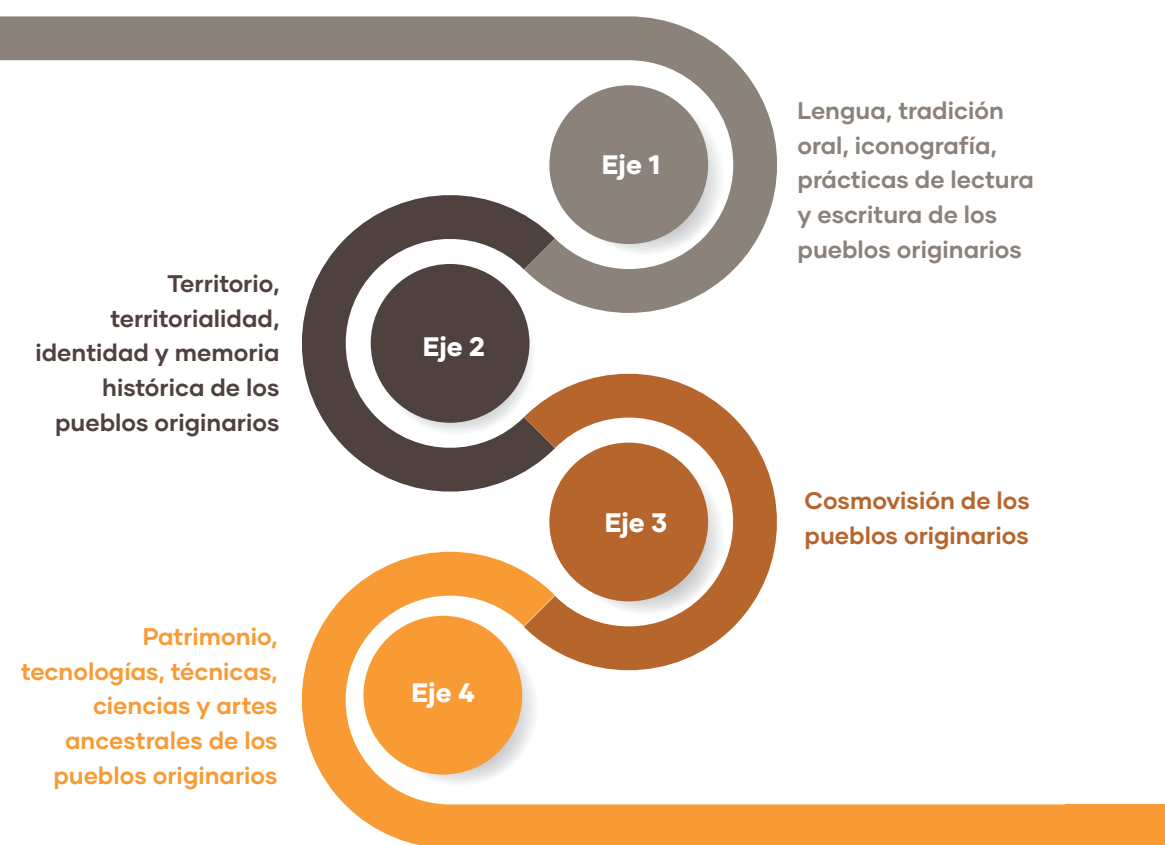 Eje 1
Lengua, tradición
oral, iconografía,
prácticas de lectura
y escritura de los
pueblos originarios
Eje 2
Territorio,
territorialidad,
identidad y memoria
histórica de los
pueblos originarios
Eje 3
Cosmovisión de los
pueblos originarios
Eje 4
Patrimonio,
tecnologías, técnicas,
ciencias y artes
ancestrales de los
pueblos originarios